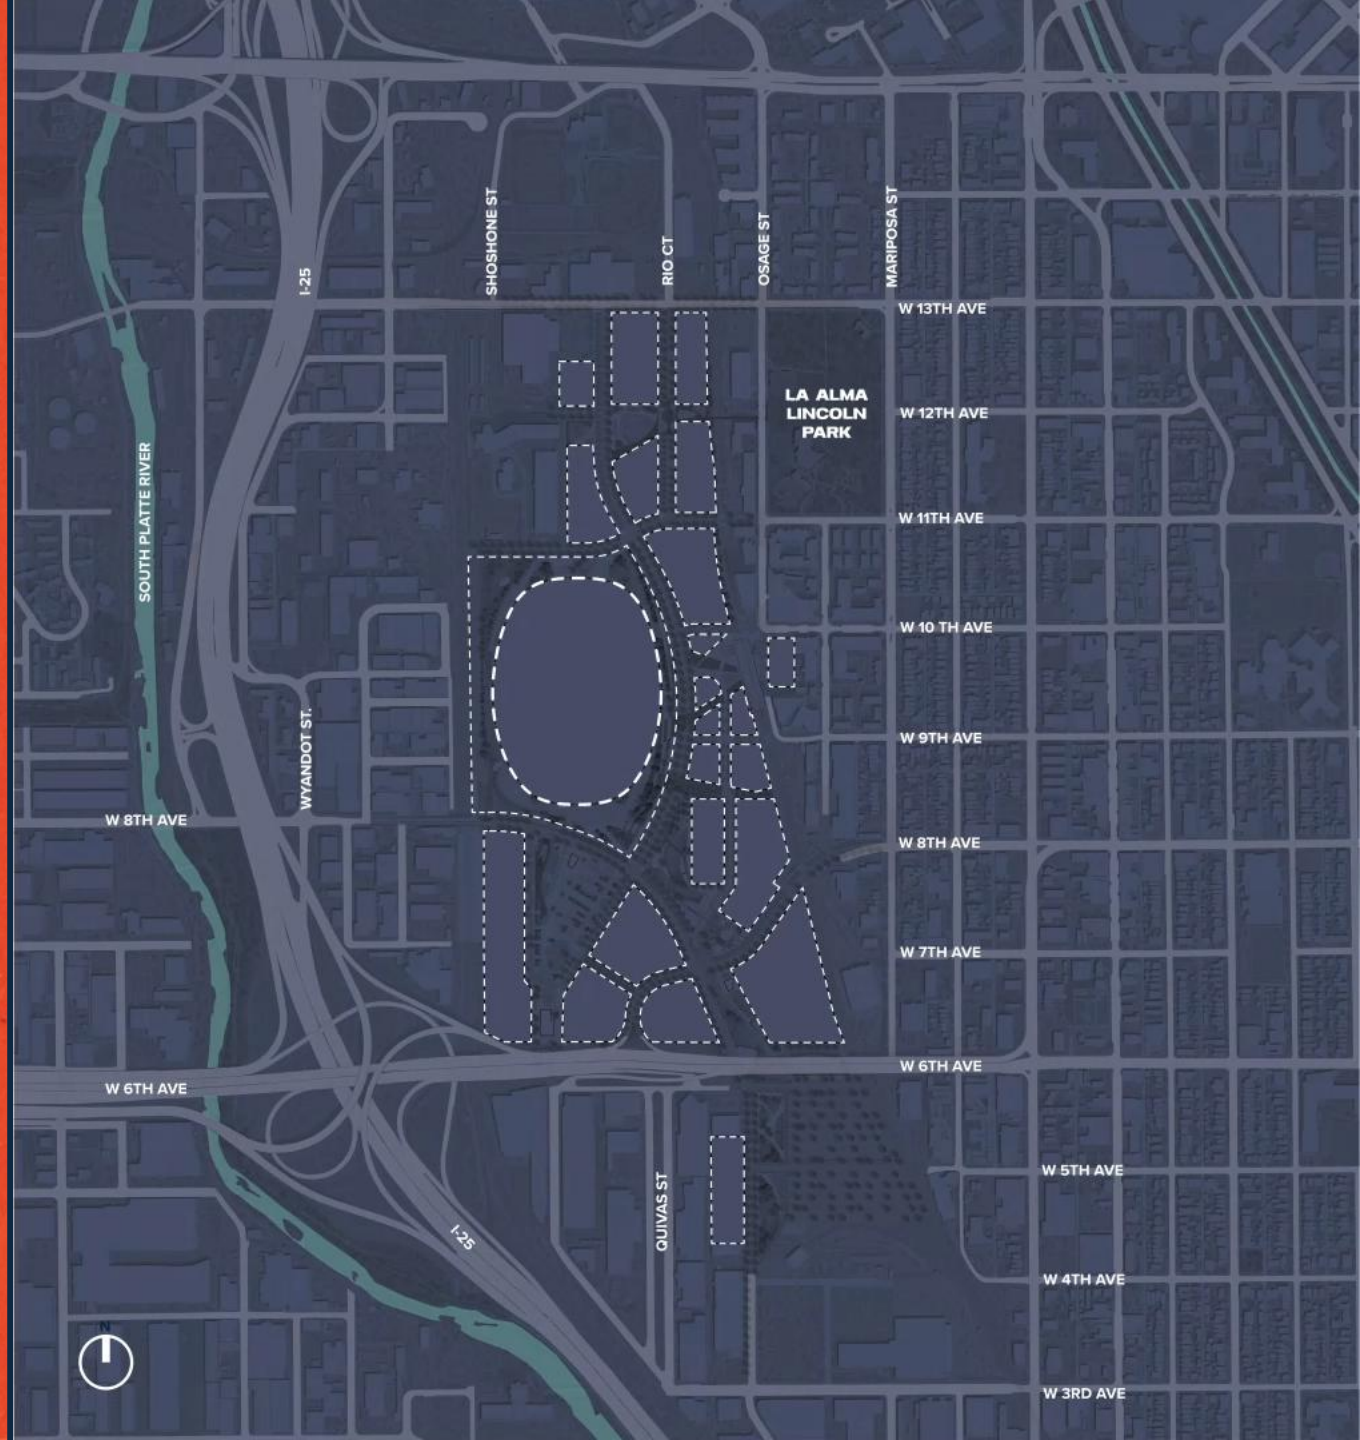 SHOSHONE ST
RIO CT
OSAGE ST
MARIPOSA ST
I-25
W 13TH AVE
LA ALMA
LINCOLN
PARK
W 12TH AVE
SOUTH PLATTE RIVER
W 11TH AVE
W 10 TH AVE
WYANDOT ST.
W 9TH AVE
W 8TH AVE
W 8TH AVE
W 7TH AVE
W 6TH AVE
W 6TH AVE
QUIVAS ST
W 5TH AVE
I-25
W 4TH AVE
N
W 3RD AVE